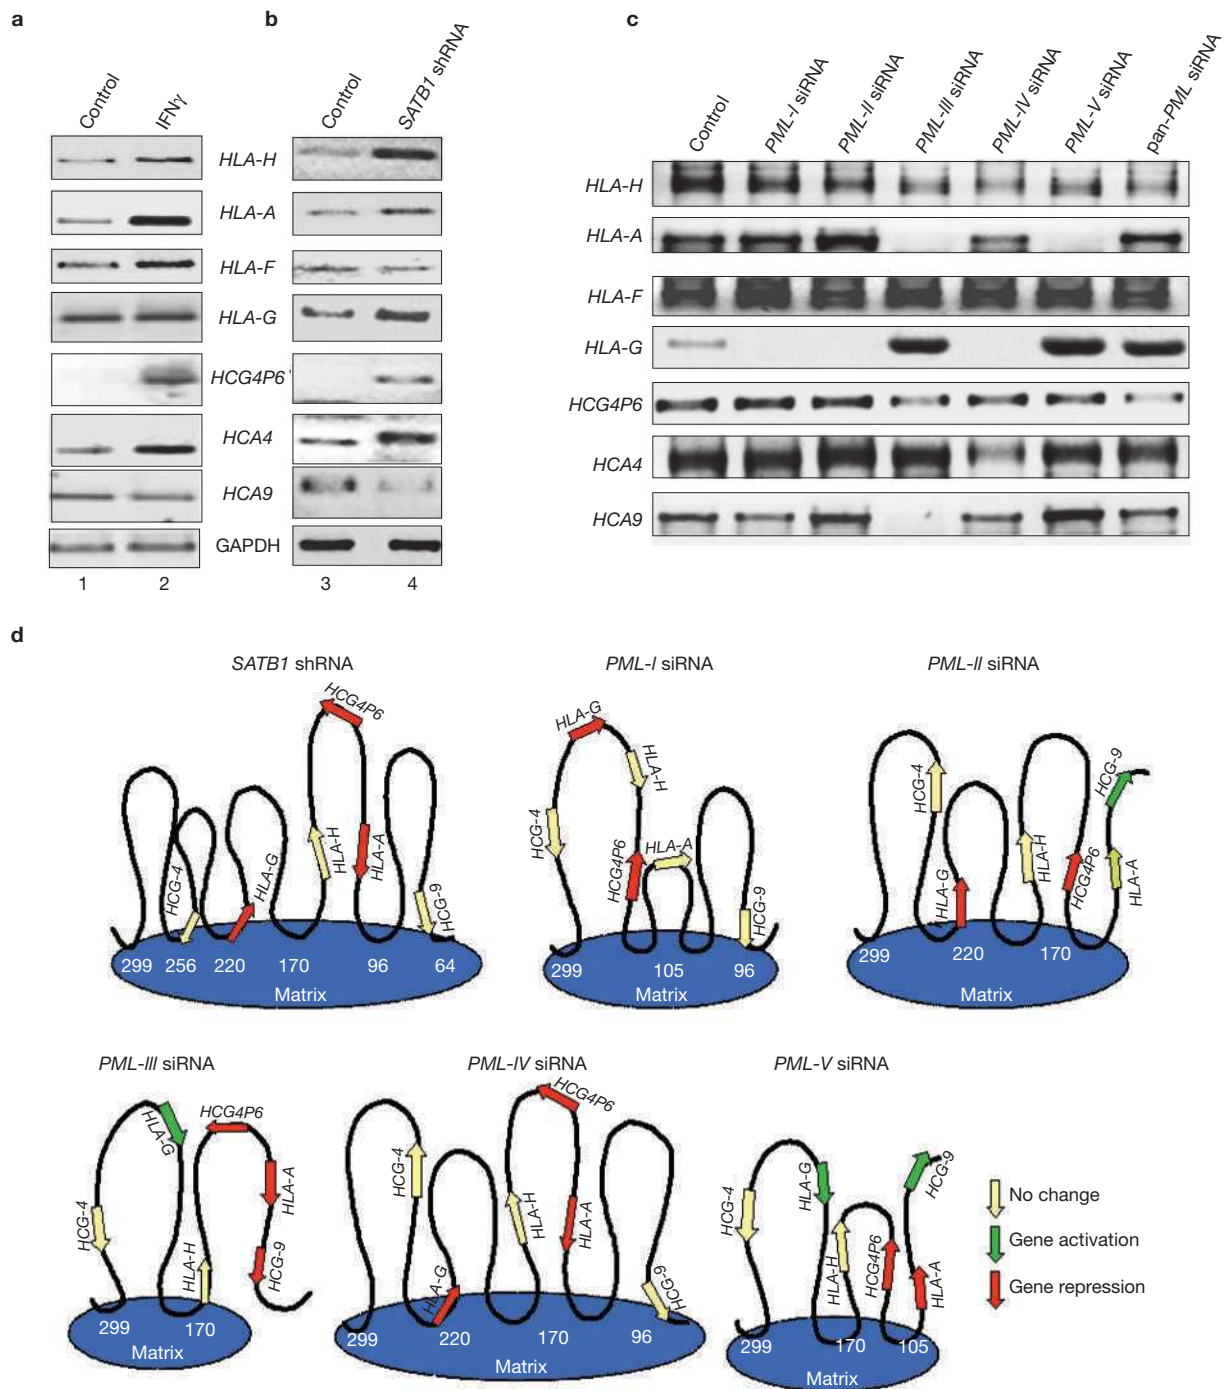 a
b
c
Control
IFNγ
Control
SATB1 shRNA
Control
PML-I siRNA
PML-II siRNA
PML-III siRNA
PML-IV siRNA
PML-V siRNA
pan-PML siRNA
HLA-H
HLA-A
HLA-F
HLA-G
HCG4P6
HCA4
HCA9
GAPDH
1
2
3
4
HLA-H
HLA-A
HLA-F
HLA-G
HCG4P6
HCA4
HCA9
d
SATB1 shRNA
HCG4P6
HCG-4
HLA-G
HLA-H
HLA-A
HCG-9
299 256 220 170 96 64
Matrix
PML-I siRNA
HLA-G
HLA-H
HCG-4
HCG4P6
HLA-A
HCG-9
299 105 96
Matrix
PML-II siRNA
HCG-4
HLA-G
HLA-H
HCG4P6
HCG-9
HLA-A
299 220 170
Matrix
PML-III siRNA
HCG-4
HLA-G
HCG4P6
HLA-H
HLA-A
HCG-9
299 170
Matrix
PML-IV siRNA
HCG-4
HLA-G
HLA-H
HCG4P6
HLA-A
HCG-9
299 220 170 96
Matrix
PML-V siRNA
HCG-4
HLA-G
HLA-H
HCG4P6
HCG-9
HLA-A
299 170 105
Matrix
No change
Gene activation
Gene repression